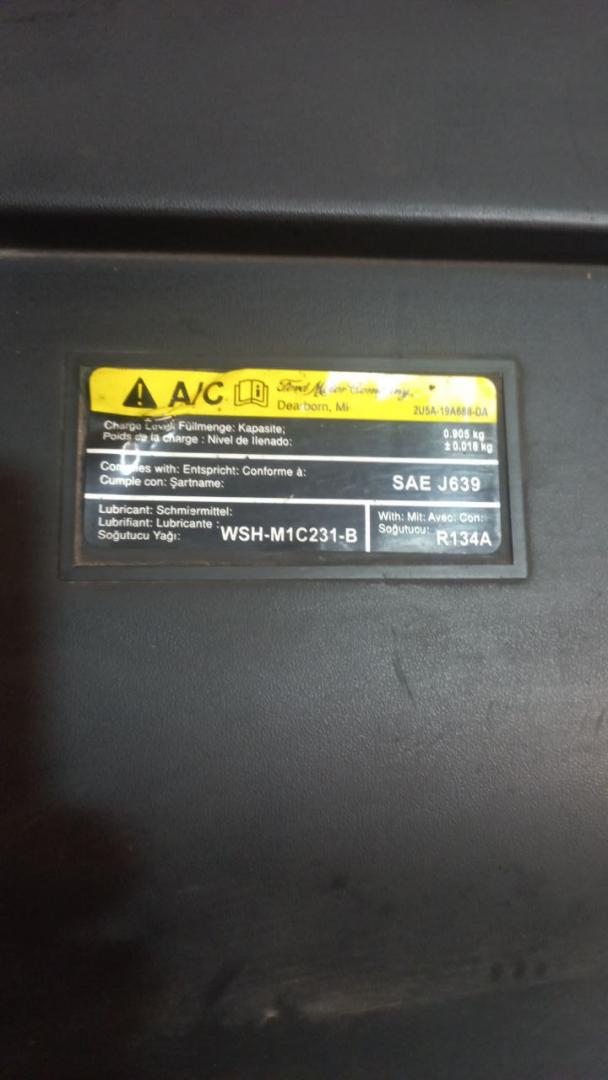 A/C Ford Motor Company,
Dearborn, MI 2U5A-19A688-DA
Charge Level: Füllmenge: Kapasite;
Poids de la charge : Nivel de llenado:
0.905 kg
± 0.016 kg
Complies with: Entspricht: Conforme à:
Cumple con: Şartname:
SAE J639
Lubricant: Schmiermittel:
Lubrifiant: Lubricante :
Soğutucu Yağı: WSH-M1C231-B
With: Mit: Avec: Con:
Soğutucu: R134A